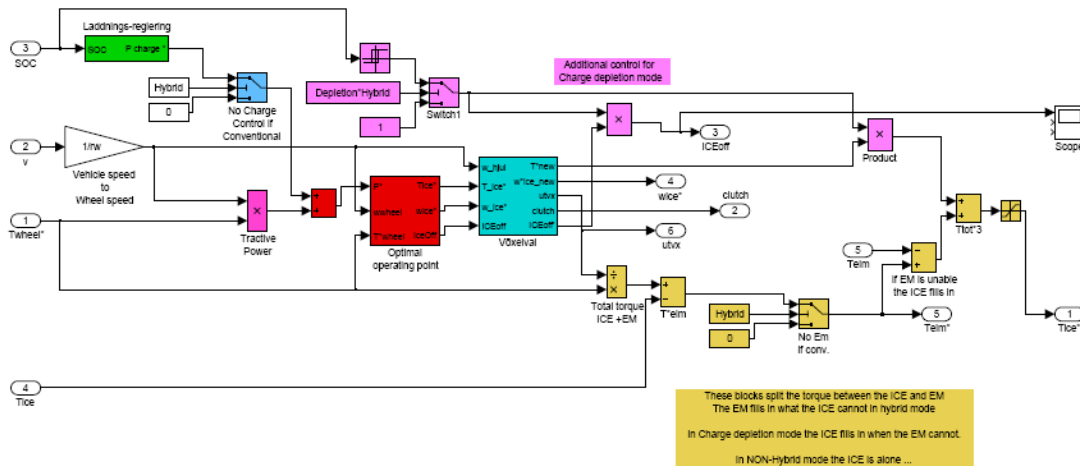 Laddnings-reglering
3
SOC
SOC
P charge *
Hybrid
0
No Charge
Control if
Conventional
Depletion*Hybrid
1
Switch1
Additional control for
Charge depletion mode
×
3
ICEoff
×
Product
Scope
2
v
1/rw
Vehicle speed
to
Wheel speed
1
Twheel*
×
Tractive
Power
+
+
P*
wwheel
T*wheel
Tice*
wice*
iceOff
Optimal
operating point
w_hjul
T_ice*
w_ice*
ICEoff
T*new
w*ice_new
utvx
clutch
ICEoff
Växelval
4
wice*
clutch
2
6
utvx
÷
×
Total torque
ICE +EM
+
−
T*elm
Hybrid
0
No Em
if conv.
5
Telm
−
+
If EM is unable
the ICE fills in
+
+
Ttot*3
5
Telm*
1
Tice*
4
Tice
These blocks split the torque between the ICE and EM
The EM fills in what the ICE cannot in hybrid mode
In Charge depletion mode the ICE fills in when the EM cannot.
In NON-Hybrid mode the ICE is alone ...